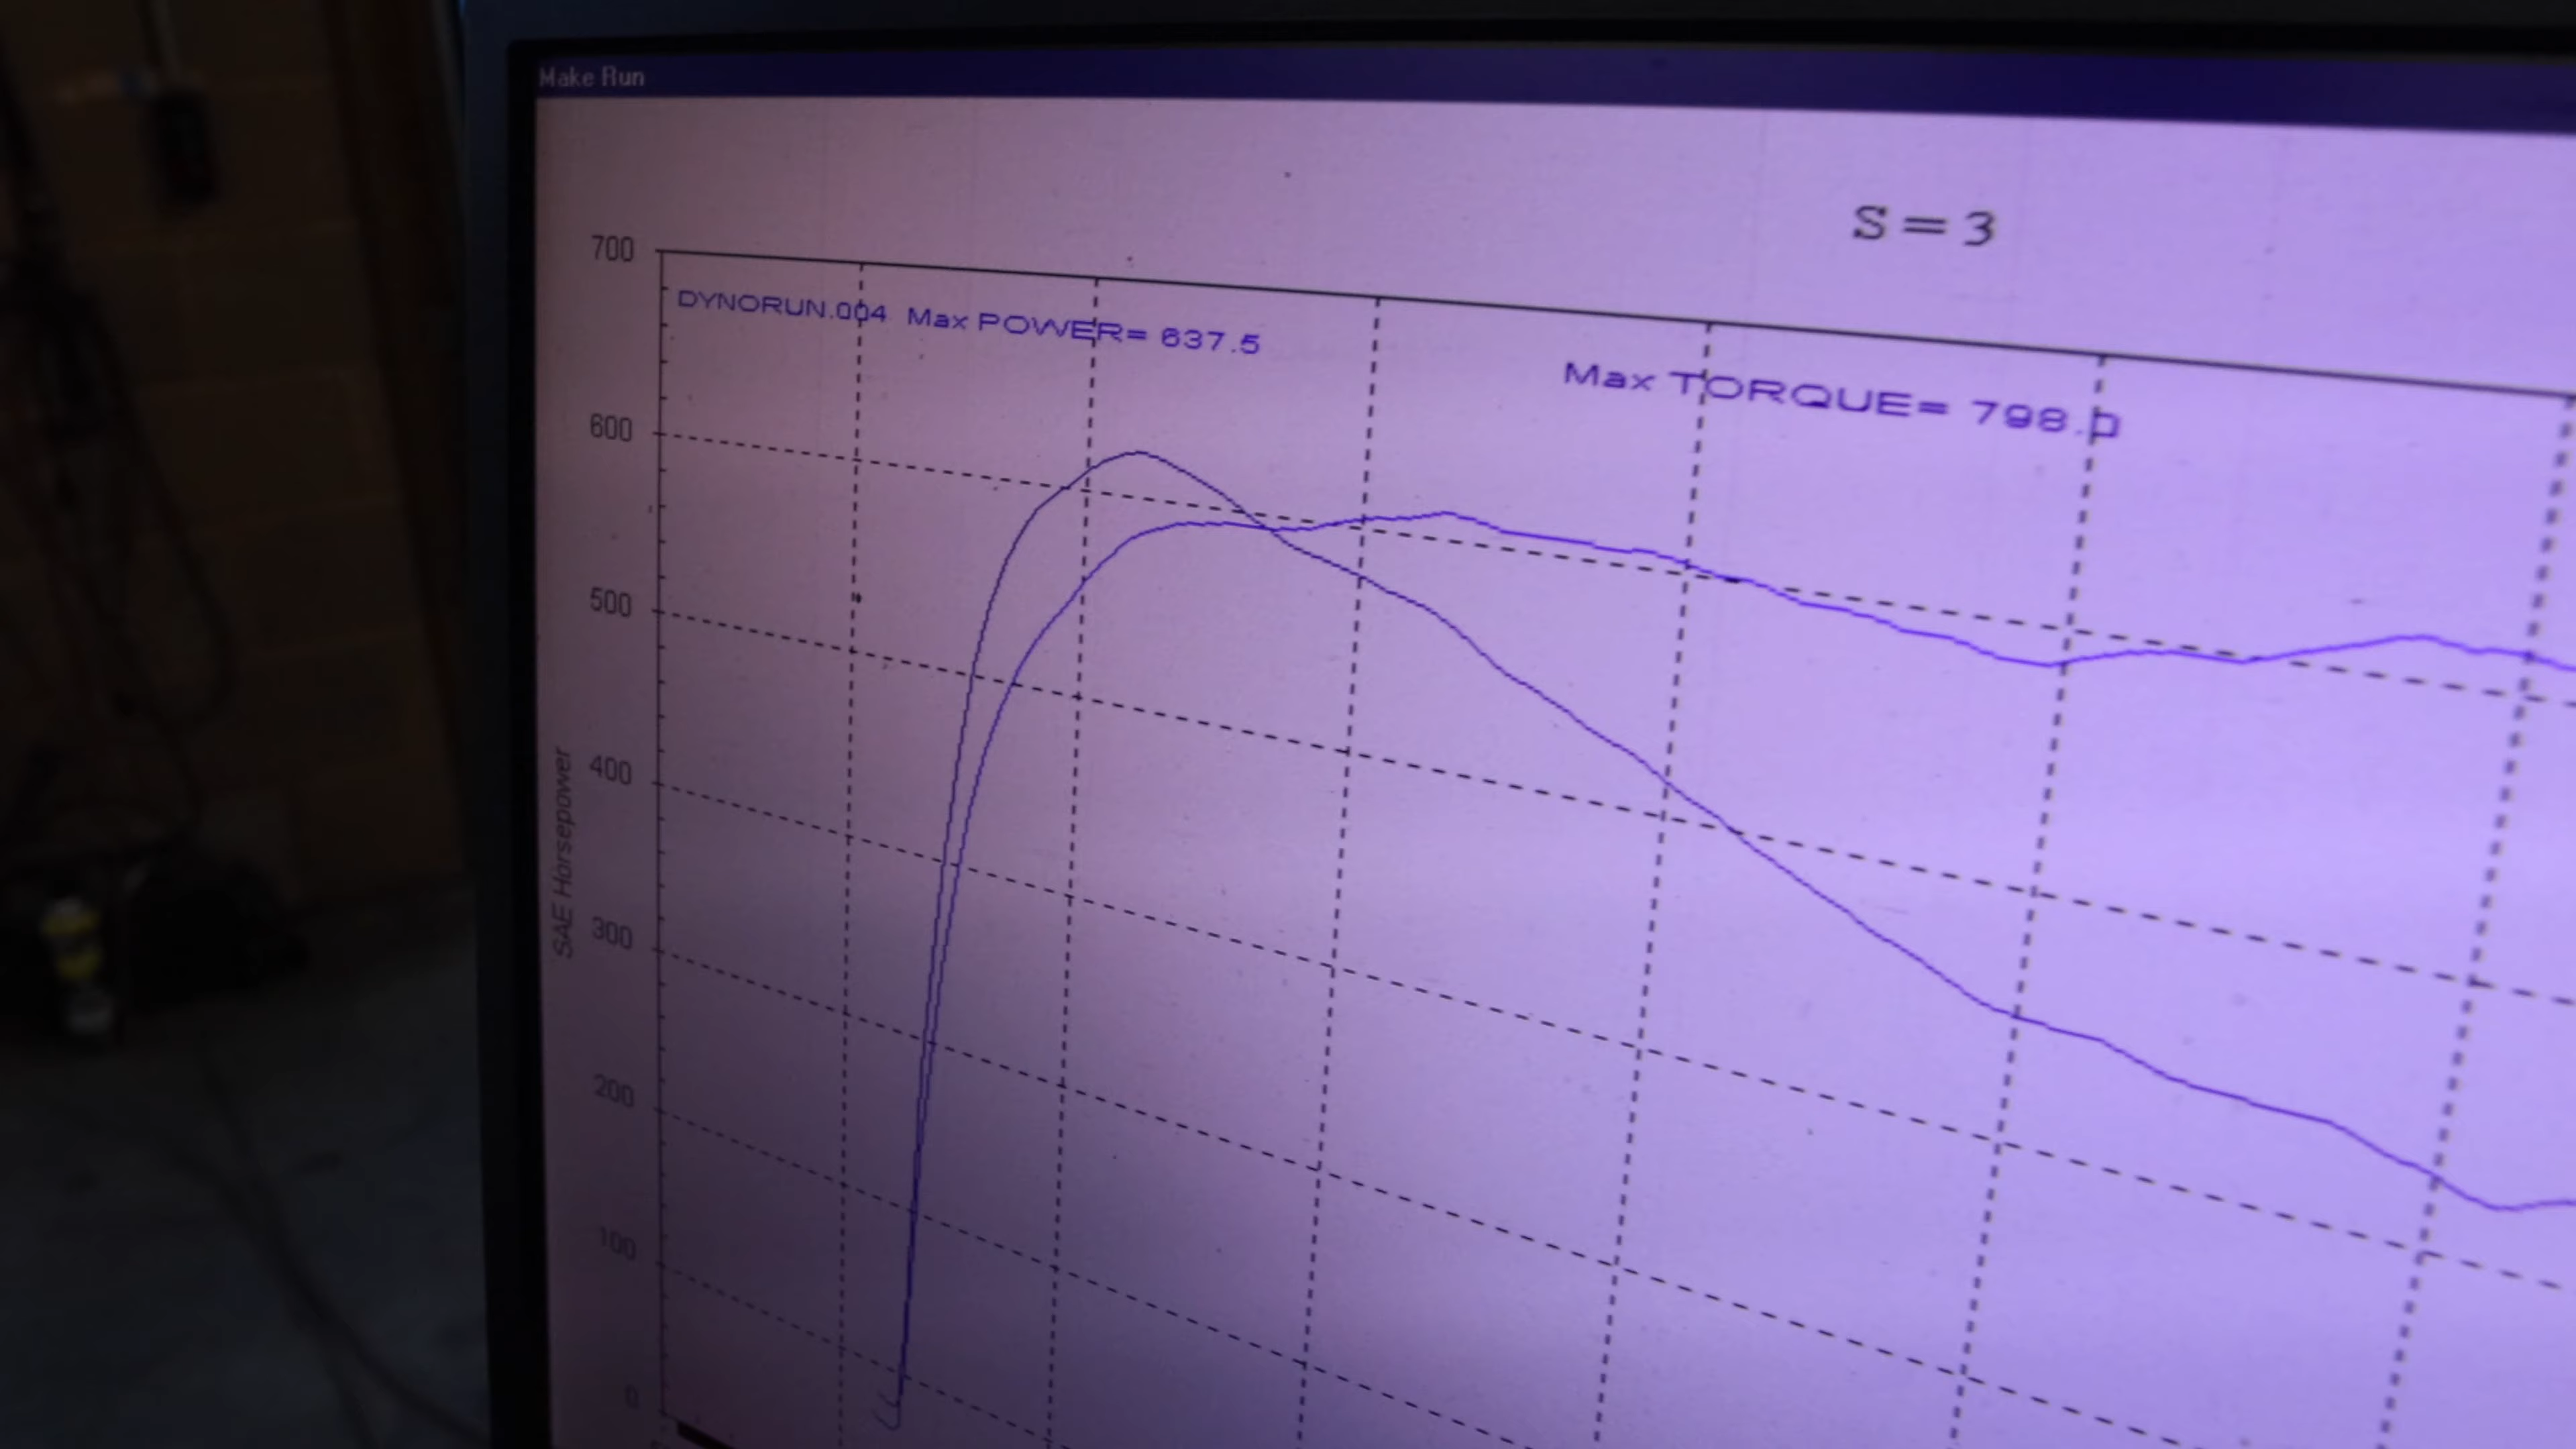 Make Run
S=3
700
DYNORUN.004 Max POWER= 637.5
Max TORQUE= 798.0
600
500
400
300
200
100
0
SAE Horsepower